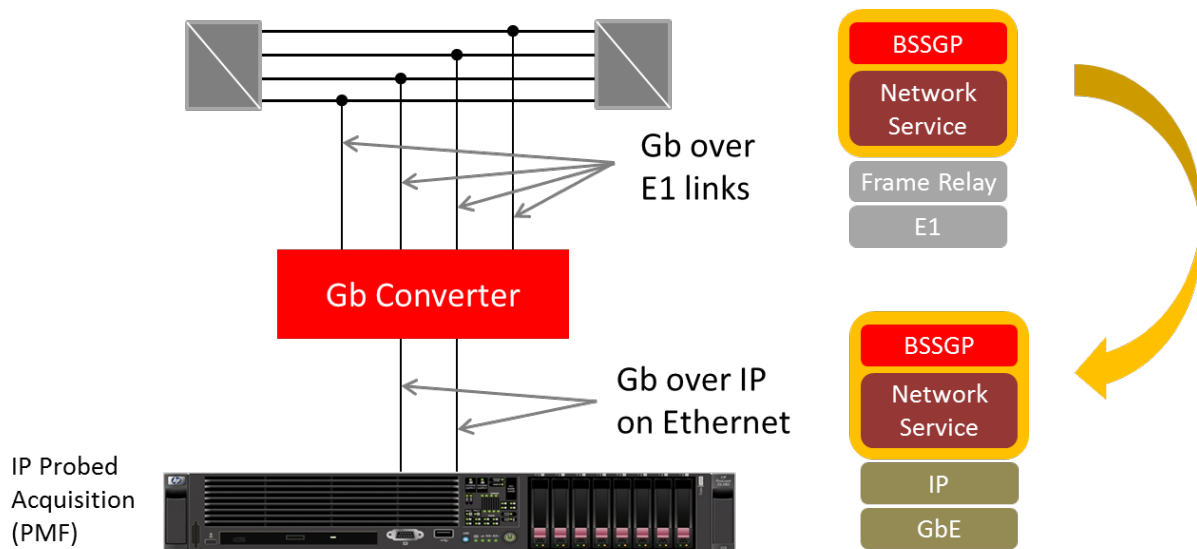 BSSGP
Network
Service
Frame Relay
E1
Gb over
E1 links
Gb Converter
BSSGP
Network
Service
IP
GbE
Gb over IP
on Ethernet
IP Probed
Acquisition
(PMF)
hp